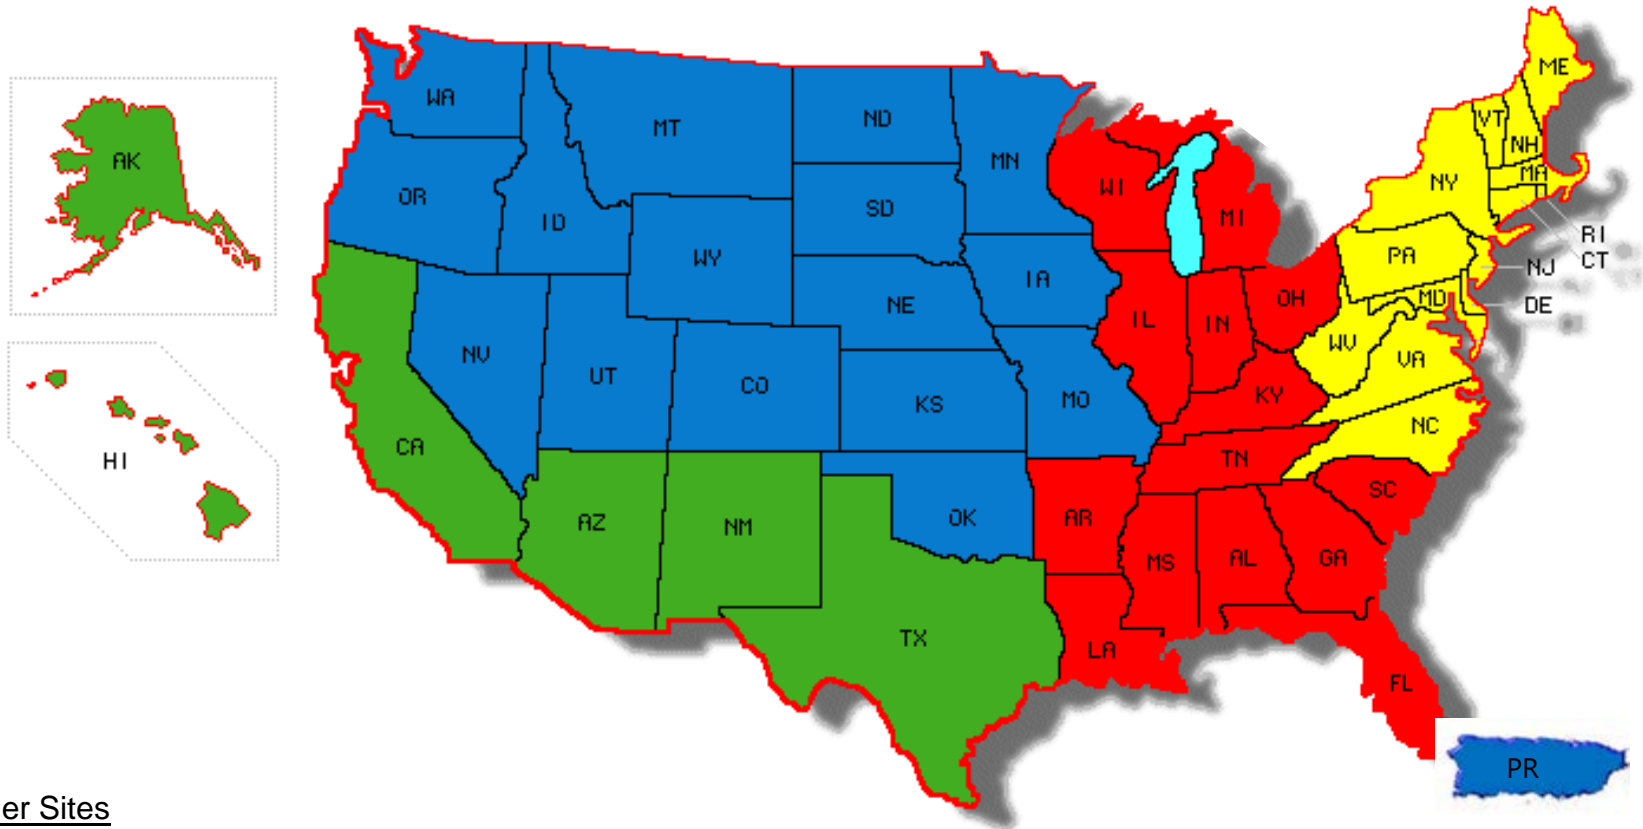 ME
WA
VT
MT
ND
NH
AK
MN
MA
WI
NY
OR
SD
MI
ID
RI
WY
PA
CT
NJ
IA
OH
MD
DE
NE
IL
IN
WV
NV
VA
UT
CO
KY
KS
MO
NC
CA
HI
TN
SC
AZ
NM
OK
AR
GA
AL
MS
TX
LA
FL
PR
er Sites